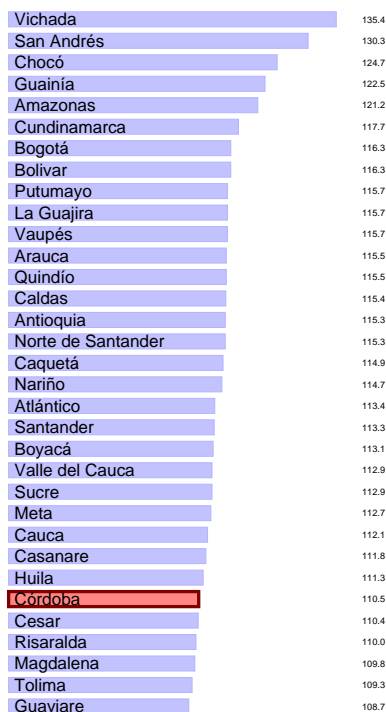 Vichada 135.4
San Andrés 130.3
Chocó 124.7
Guainía 122.5
Amazonas 121.2
Cundinamarca 117.7
Bogotá 116.3
Bolivar 116.3
Putumayo 115.7
La Guajira 115.7
Vaupés 115.7
Arauca 115.5
Quindío 115.5
Caldas 115.4
Antioquia 115.3
Norte de Santander 115.3
Caquetá 114.9
Nariño 114.7
Atlántico 113.4
Santander 113.3
Boyacá 113.1
Valle del Cauca 112.9
Sucre 112.9
Meta 112.7
Cauca 112.1
Casanare 111.8
Huila 111.3
Córdoba 110.5
Cesar 110.4
Risaralda 110.0
Magdalena 109.8
Tolima 109.3
Guaviare 108.7